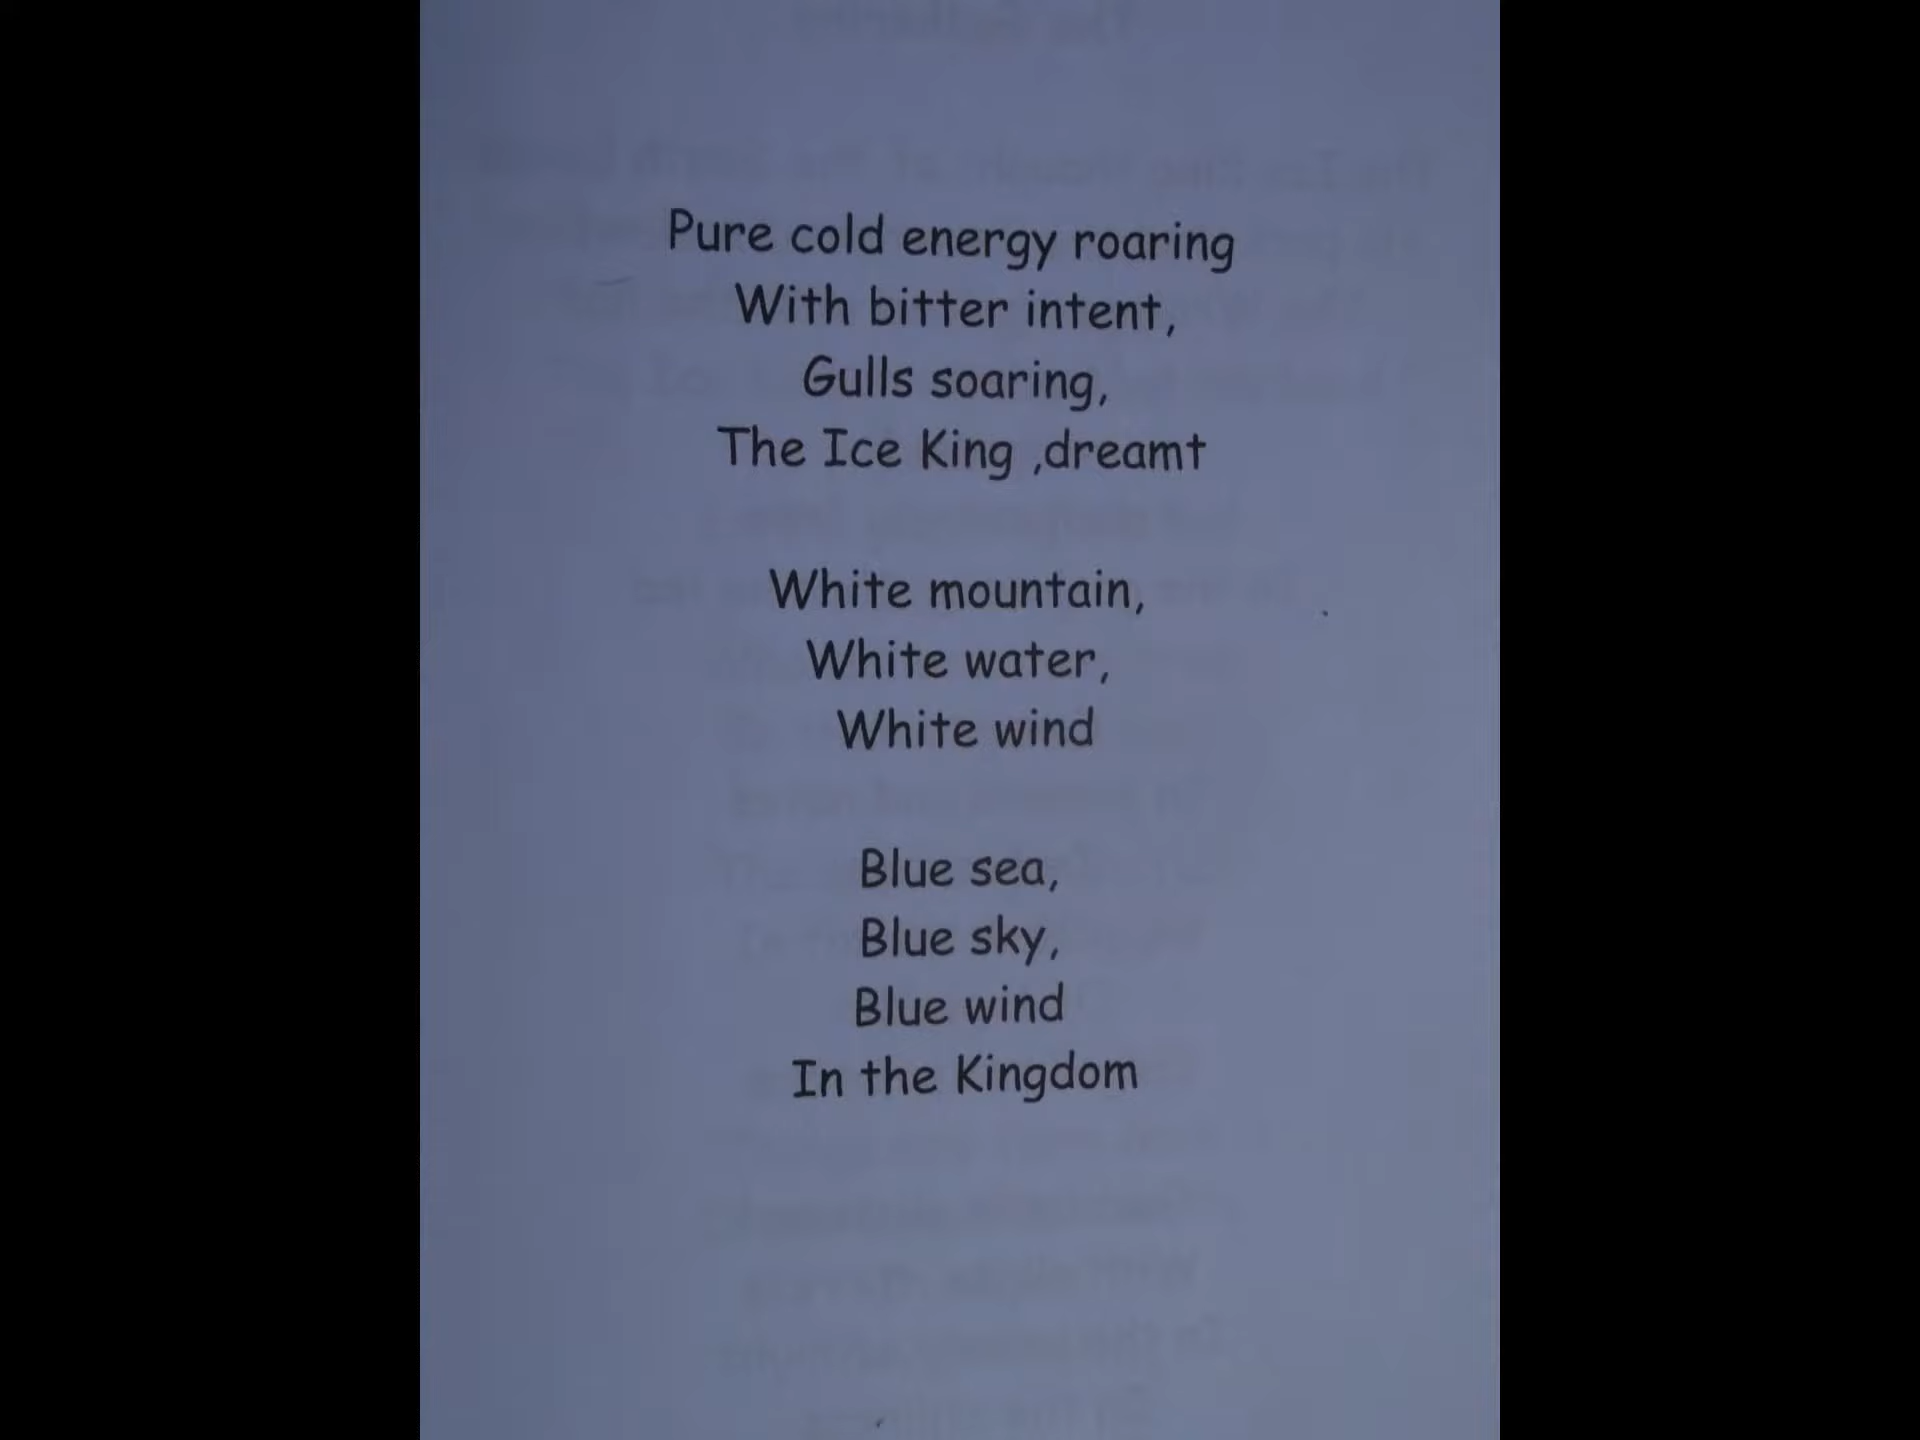 Pure cold energy roaring
With bitter intent,
Gulls soaring,
The Ice King ,dreamt
White mountain,
White water,
White wind
Blue sea,
Blue sky,
Blue wind
In the Kingdom